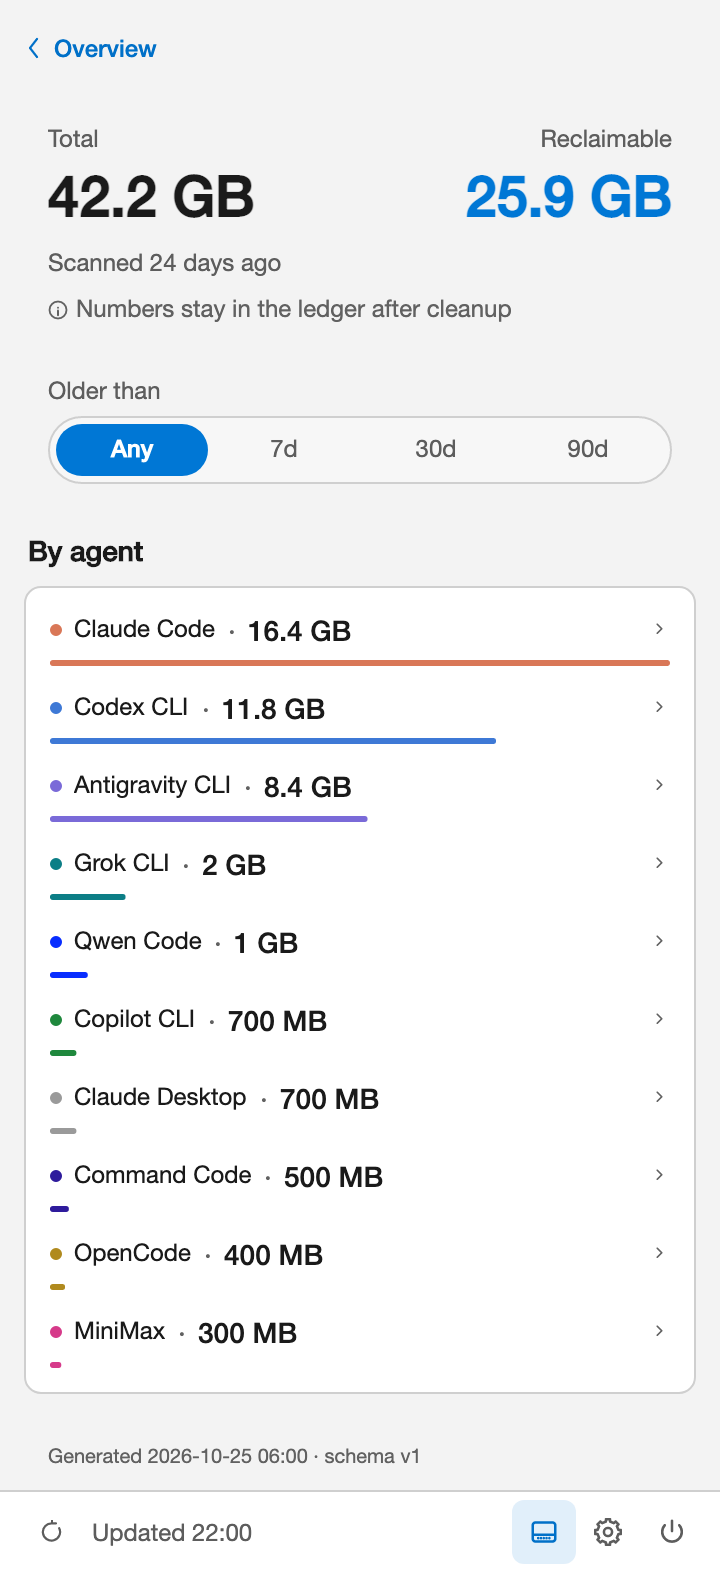 Overview
Total
Reclaimable
42.2 GB
25.9 GB
Scanned 24 days ago
Numbers stay in the ledger after cleanup
Older than
Any 7d 30d 90d
By agent
Claude Code · 16.4 GB
Codex CLI · 11.8 GB
Antigravity CLI · 8.4 GB
Grok CLI · 2 GB
Qwen Code · 1 GB
Copilot CLI · 700 MB
Claude Desktop · 700 MB
Command Code · 500 MB
OpenCode · 400 MB
MiniMax · 300 MB
Generated 2026-10-25 06:00 · schema v1
Updated 22:00